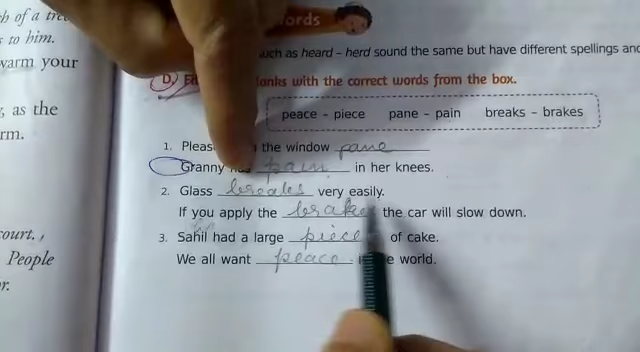 h of a tree
to him.
warm your
, as the
rm.
court. ,
People
r.
ords
uch as heard – herd sound the same but have different spellings and
D.
lanks with the correct words from the box.
peace – piece pane – pain breaks – brakes
1. Pleas the window pane
Granny has pain in her knees.
2. Glass breaks very easily.
If you apply the brake the car will slow down.
3. Sahil had a large piece of cake.
We all want peace . world.